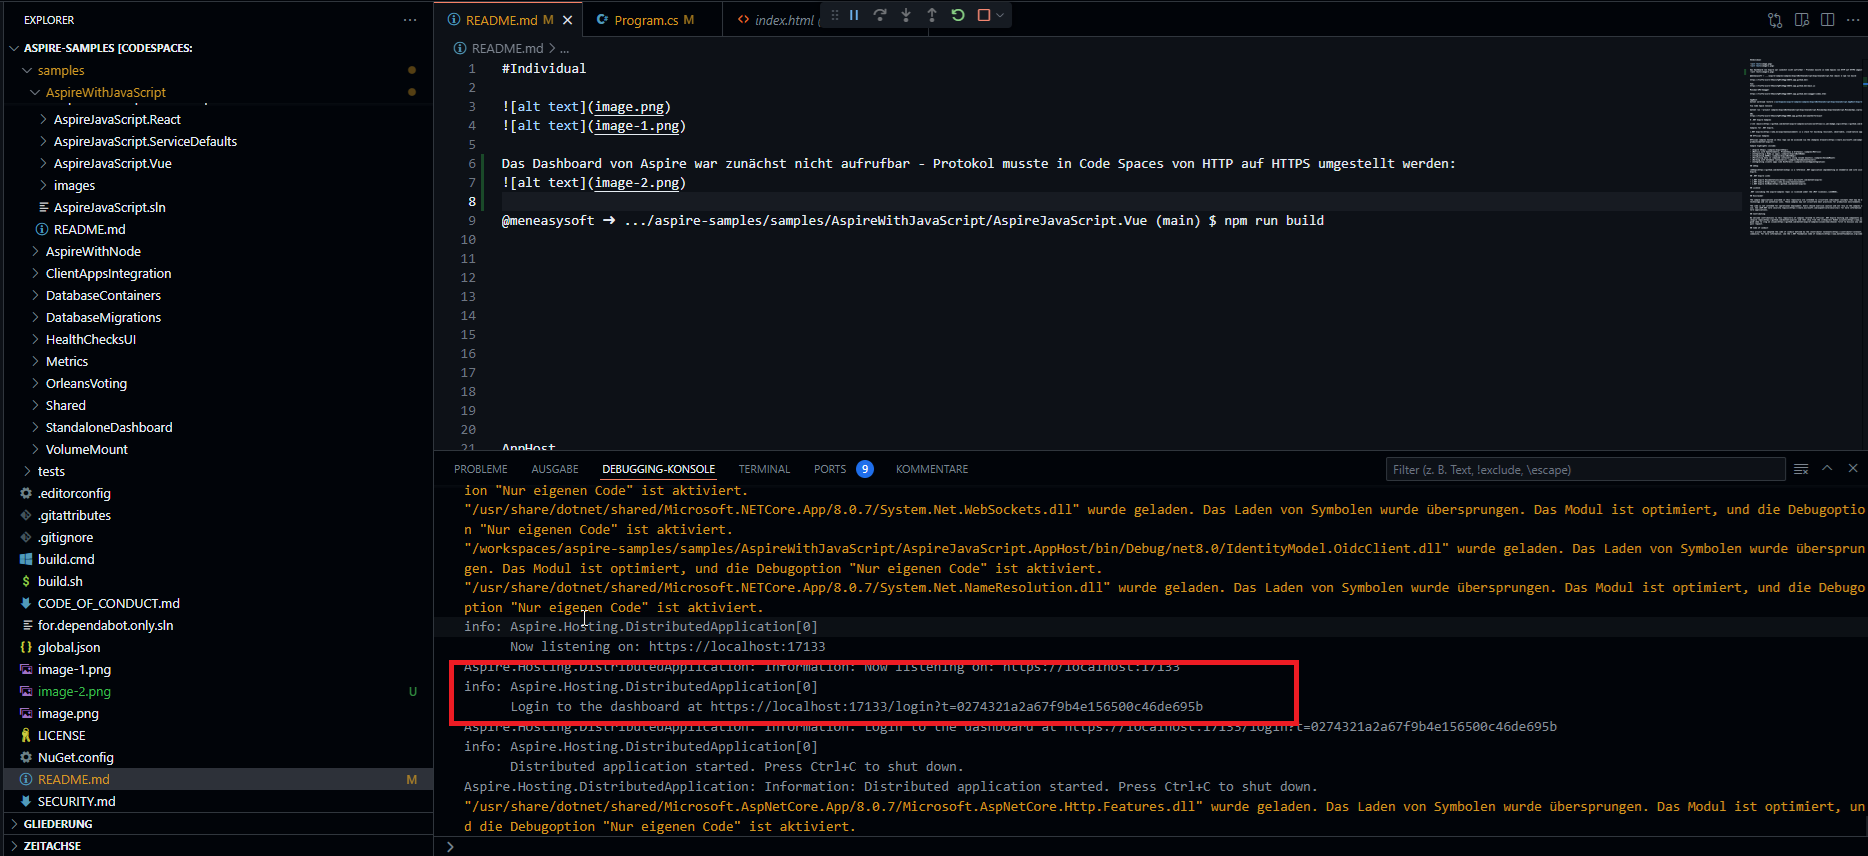 EXPLORER
ASPIRE-SAMPLES [CODESPACES:
samples
AspireWithJavaScript
AspireJavaScript.React
AspireJavaScript.ServiceDefaults
AspireJavaScript.Vue
images
AspireJavaScript.sln
README.md
AspireWithNode
ClientAppsIntegration
DatabaseContainers
DatabaseMigrations
HealthChecksUI
Metrics
OrleansVoting
Shared
StandaloneDashboard
VolumeMount
tests
.editorconfig
.gitattributes
.gitignore
build.cmd
build.sh
CODE_OF_CONDUCT.md
for.dependabot.only.sln
global.json
image-1.png
image-2.png U
image.png
LICENSE
NuGet.config
README.md M
SECURITY.md
GLIEDERUNG
ZEITACHSE
README.md M
Program.cs M
index.html
README.md > ...
1 #Individual
2
3 ![alt text](image.png)
4 ![alt text](image-1.png)
5
6 Das Dashboard von Aspire war zunächst nicht aufrufbar - Protokol musste in Code Spaces von HTTP auf HTTPS umgestellt werden:
7 ![alt text](image-2.png)
8
9 @meneasysoft ➜ .../aspire-samples/samples/AspireWithJavaScript/AspireJavaScript.Vue (main) $ npm run build
10
11
12
13
14
15
16
17
18
19
20
21 AppHost
PROBLEME AUSGABE DEBUGGING-KONSOLE TERMINAL PORTS 9 KOMMENTARE
Filter (z. B. Text, !exclude, \escape)
ion "Nur eigenen Code" ist aktiviert.
"/usr/share/dotnet/shared/Microsoft.NETCore.App/8.0.7/System.Net.WebSockets.dll" wurde geladen. Das Laden von Symbolen wurde übersprungen. Das Modul ist optimiert, und die Debugoptio
n "Nur eigenen Code" ist aktiviert.
"/workspaces/aspire-samples/samples/AspireWithJavaScript/AspireJavaScript.AppHost/bin/Debug/net8.0/IdentityModel.OidcClient.dll" wurde geladen. Das Laden von Symbolen wurde übersprun
gen. Das Modul ist optimiert, und die Debugoption "Nur eigenen Code" ist aktiviert.
"/usr/share/dotnet/shared/Microsoft.NETCore.App/8.0.7/System.Net.NameResolution.dll" wurde geladen. Das Laden von Symbolen wurde übersprungen. Das Modul ist optimiert, und die Debugo
ption "Nur eigenen Code" ist aktiviert.
info: Aspire.Hosting.DistributedApplication[0]
Now listening on: https://localhost:17133
Aspire.Hosting.DistributedApplication: Information: Now listening on: https://localhost:17133
info: Aspire.Hosting.DistributedApplication[0]
Login to the dashboard at https://localhost:17133/login?t=0274321a2a67f9b4e156500c46de695b
Aspire.Hosting.DistributedApplication: Information: Login to the dashboard at https://localhost:17133/login?t=0274321a2a67f9b4e156500c46de695b
info: Aspire.Hosting.DistributedApplication[0]
Distributed application started. Press Ctrl+C to shut down.
Aspire.Hosting.DistributedApplication: Information: Distributed application started. Press Ctrl+C to shut down.
"/usr/share/dotnet/shared/Microsoft.AspNetCore.App/8.0.7/Microsoft.AspNetCore.Http.Features.dll" wurde geladen. Das Laden von Symbolen wurde übersprungen. Das Modul ist optimiert, un
d die Debugoption "Nur eigenen Code" ist aktiviert.